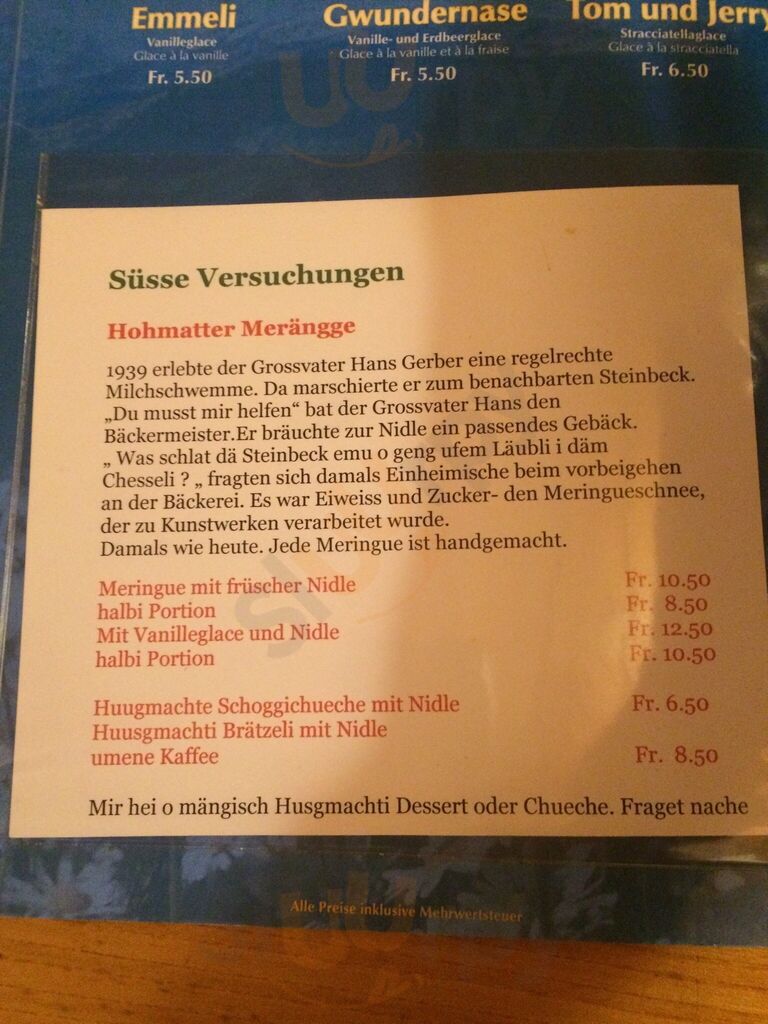 Emmeli
Vanilleglace
Glace à la vanille
Fr. 5.50
Gwundernase
Vanille- und Erdbeerglace
Glace à la vanille et à la fraise
Fr. 5.50
Tom und Jerry
Stracciatellaglace
Glace à la stracciatella
Fr. 6.50
Süsse Versuchungen
Hohmatter Merängge
1939 erlebte der Grossvater Hans Gerber eine regelrechte
Milchschwemme. Da marschierte er zum benachbarten Steinbeck.
„Du musst mir helfen“ bat der Grossvater Hans den
Bäckermeister.Er bräuchte zur Nidle ein passendes Gebäck.
„ Was schlat dä Steinbeck emu o geng ufem Läubli i däm
Chesseli ? „ fragten sich damals Einheimische beim vorbeigehen
an der Bäckerei. Es war Eiweiss und Zucker- den Meringueschnee,
der zu Kunstwerken verarbeitet wurde.
Damals wie heute. Jede Meringue ist handgemacht.
Meringue mit früscher Nidle Fr. 10.50
halbi Portion Fr. 8.50
Mit Vanilleglace und Nidle Fr. 12.50
halbi Portion Fr. 10.50
Huugmachte Schoggichueche mit Nidle Fr. 6.50
Huusgmachti Brätzeli mit Nidle
umene Kaffee Fr. 8.50
Mir hei o mängisch Husgmachti Dessert oder Chueche. Fraget nache
Alle Preise inklusive Mehrwertsteuer